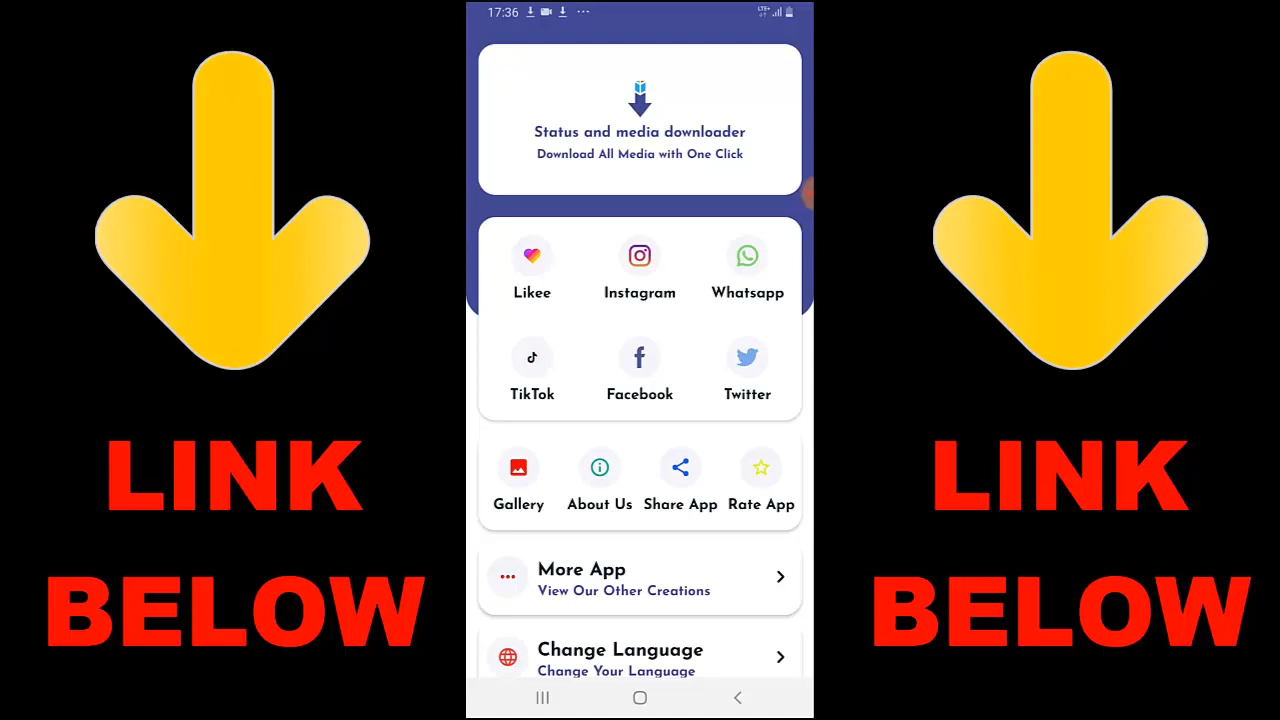 17:36
LTE+
Status and media downloader
Download All Media with One Click
Likee Instagram Whatsapp
TikTok Facebook Twitter
Gallery About Us Share App Rate App
More App
View Our Other Creations
Change Language
Change Your Language
LINK
BELOW
LINK
BELOW